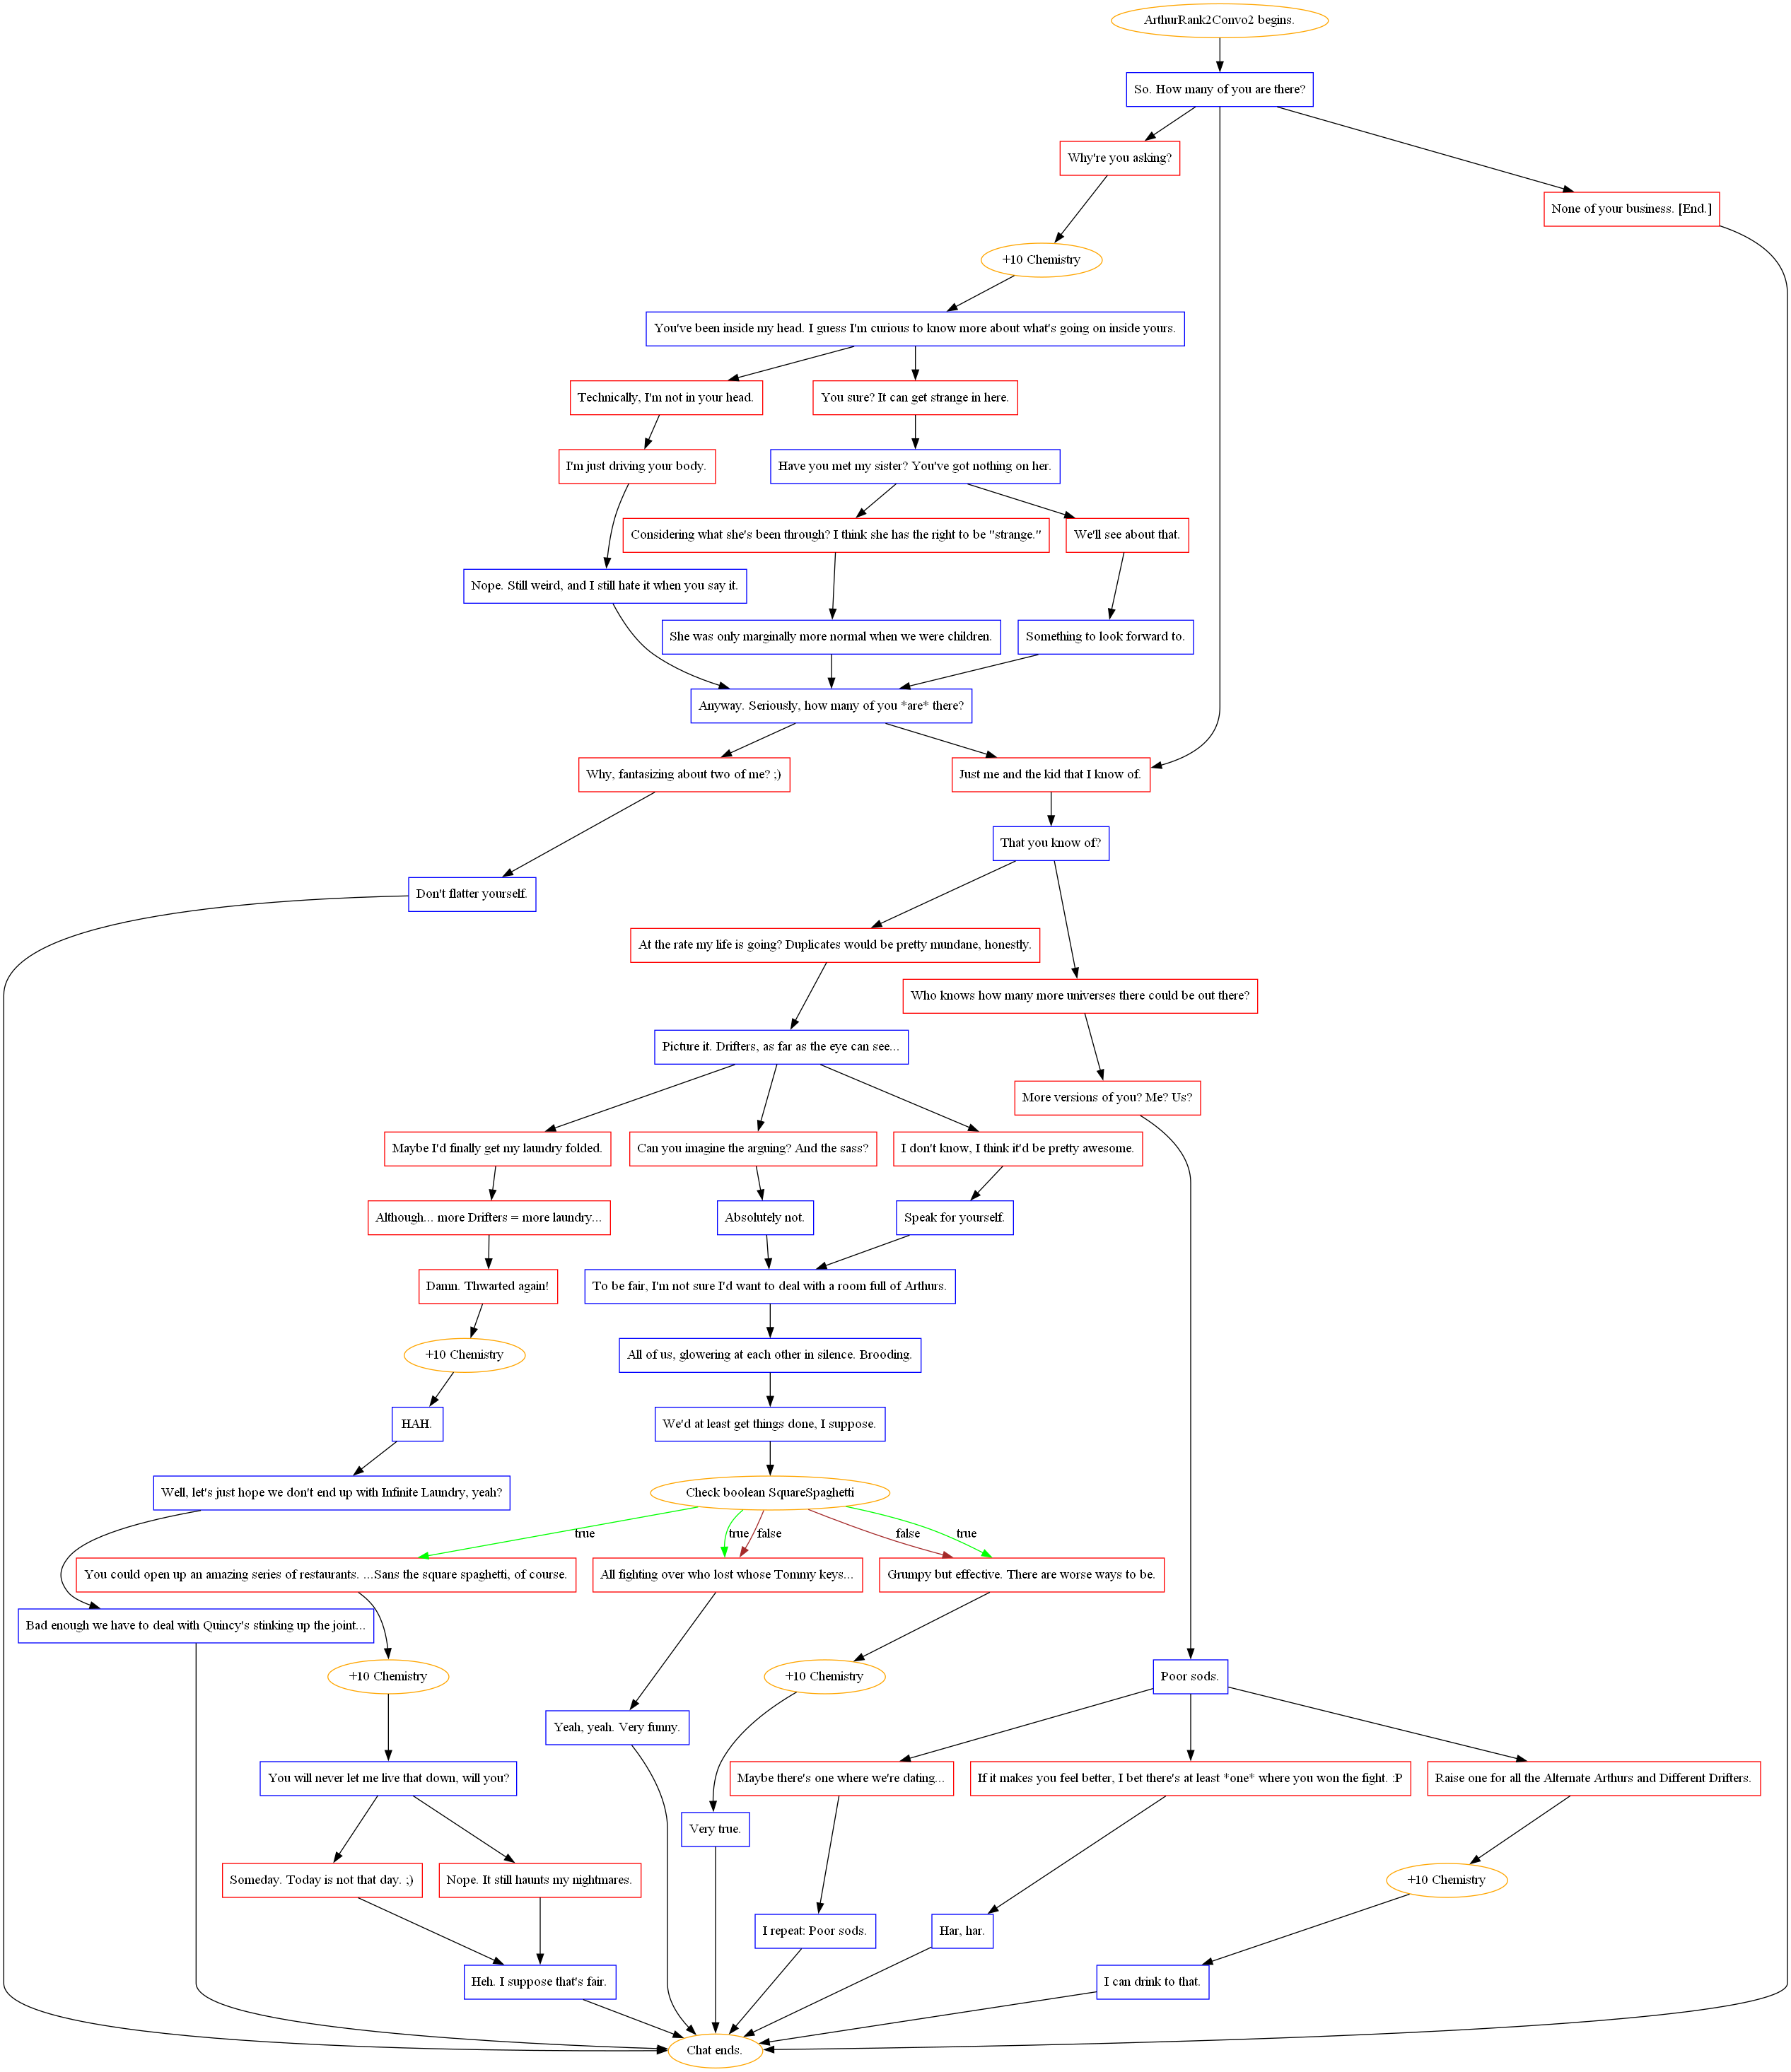 ArthurRank2Convo2 begins.
So. How many of you are there?
Why're you asking?
None of your business. [End.]
+10 Chemistry
You've been inside my head. I guess I'm curious to know more about what's going on inside yours.
Technically, I'm not in your head.
You sure? It can get strange in here.
I'm just driving your body.
Have you met my sister? You've got nothing on her.
Considering what she's been through? I think she has the right to be "strange."
We'll see about that.
Nope. Still weird, and I still hate it when you say it.
She was only marginally more normal when we were children.
Something to look forward to.
Anyway. Seriously, how many of you *are* there?
Why, fantasizing about two of me? ;)
Just me and the kid that I know of.
That you know of?
Don't flatter yourself.
At the rate my life is going? Duplicates would be pretty mundane, honestly.
Who knows how many more universes there could be out there?
Picture it. Drifters, as far as the eye can see...
More versions of you? Me? Us?
Maybe I'd finally get my laundry folded.
Can you imagine the arguing? And the sass?
I don't know, I think it'd be pretty awesome.
Although... more Drifters = more laundry...
Absolutely not.
Speak for yourself.
Damn. Thwarted again!
To be fair, I'm not sure I'd want to deal with a room full of Arthurs.
+10 Chemistry
All of us, glowering at each other in silence. Brooding.
HAH.
We'd at least get things done, I suppose.
Well, let's just hope we don't end up with Infinite Laundry, yeah?
Check boolean SquareSpaghetti
true
true
false
false
true
You could open up an amazing series of restaurants. ...Sans the square spaghetti, of course.
All fighting over who lost whose Tommy keys...
Grumpy but effective. There are worse ways to be.
Bad enough we have to deal with Quincy's stinking up the joint...
+10 Chemistry
+10 Chemistry
Poor sods.
Yeah, yeah. Very funny.
You will never let me live that down, will you?
Maybe there's one where we're dating...
If it makes you feel better, I bet there's at least *one* where you won the fight. :P
Raise one for all the Alternate Arthurs and Different Drifters.
Very true.
Someday. Today is not that day. ;)
Nope. It still haunts my nightmares.
+10 Chemistry
I repeat: Poor sods.
Har, har.
Heh. I suppose that's fair.
I can drink to that.
Chat ends.